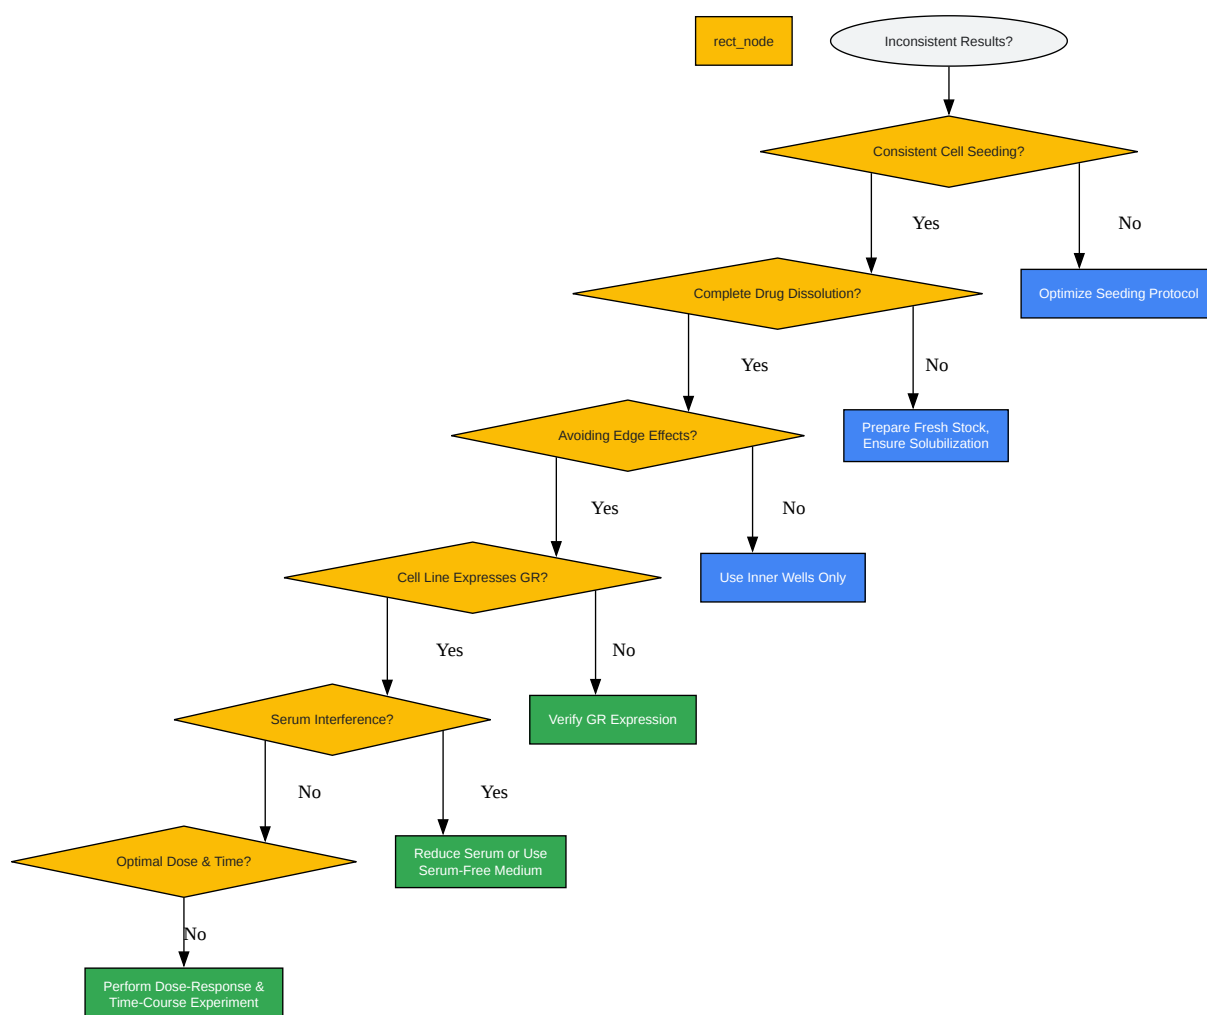 rect_node
Inconsistent Results?
Consistent Cell Seeding?
Yes
No
Complete Drug Dissolution?
Optimize Seeding Protocol
Yes
No
Avoiding Edge Effects?
Prepare Fresh Stock,
Ensure Solubilization
Yes
No
Cell Line Expresses GR?
Use Inner Wells Only
Yes
No
Serum Interference?
Verify GR Expression
No
Yes
Optimal Dose & Time?
Reduce Serum or Use
Serum-Free Medium
No
Perform Dose-Response &
Time-Course Experiment